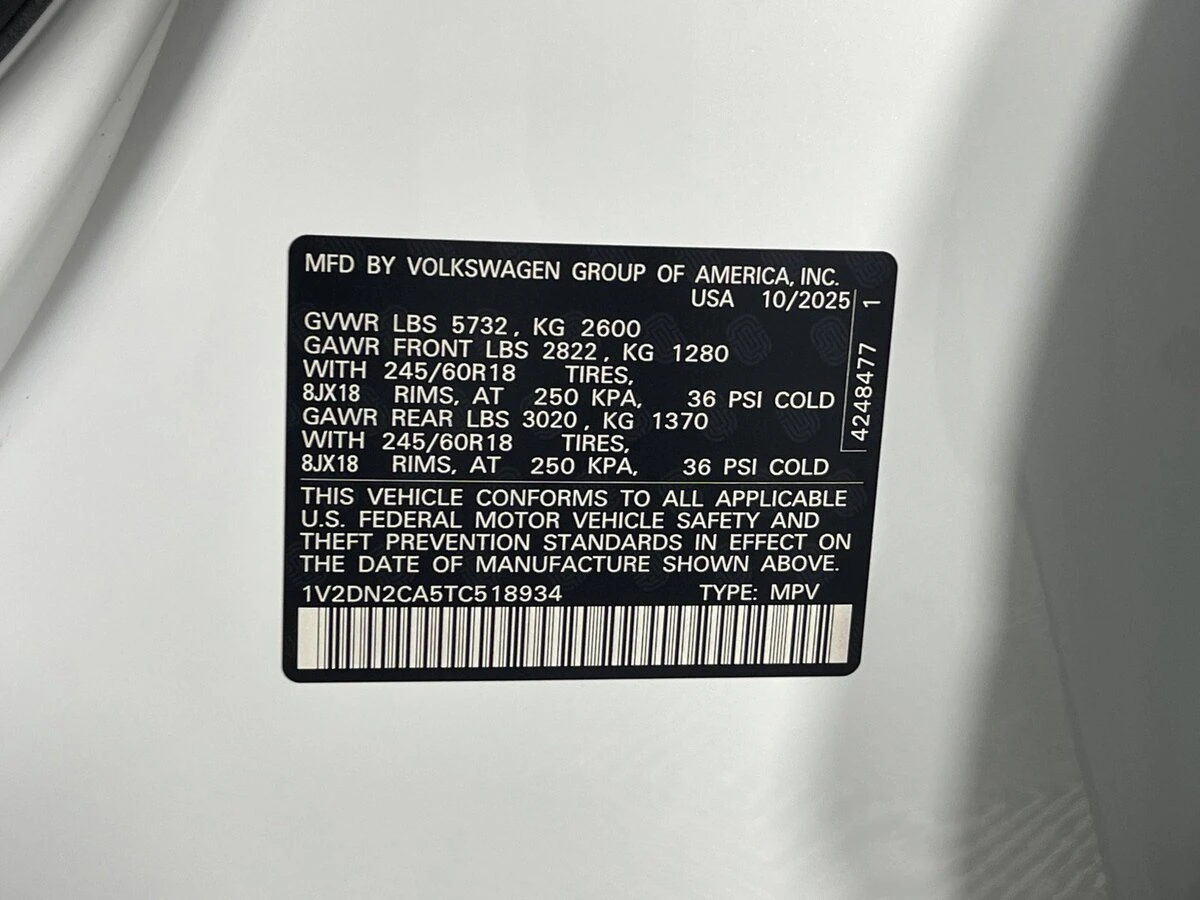 MFD BY VOLKSWAGEN GROUP OF AMERICA, INC.
USA 10/2025
GVWR LBS 5732, KG 2600
GAWR FRONT LBS 2822, KG 1280
WITH 245/60R18 TIRES,
8JX18 RIMS, AT 250 KPA, 36 PSI COLD
GAWR REAR LBS 3020, KG 1370
WITH 245/60R18 TIRES,
8JX18 RIMS, AT 250 KPA, 36 PSI COLD
4248477 1
THIS VEHICLE CONFORMS TO ALL APPLICABLE
U.S. FEDERAL MOTOR VEHICLE SAFETY AND
THEFT PREVENTION STANDARDS IN EFFECT ON
THE DATE OF MANUFACTURE SHOWN ABOVE.
1V2DN2CA5TC518934 TYPE: MPV